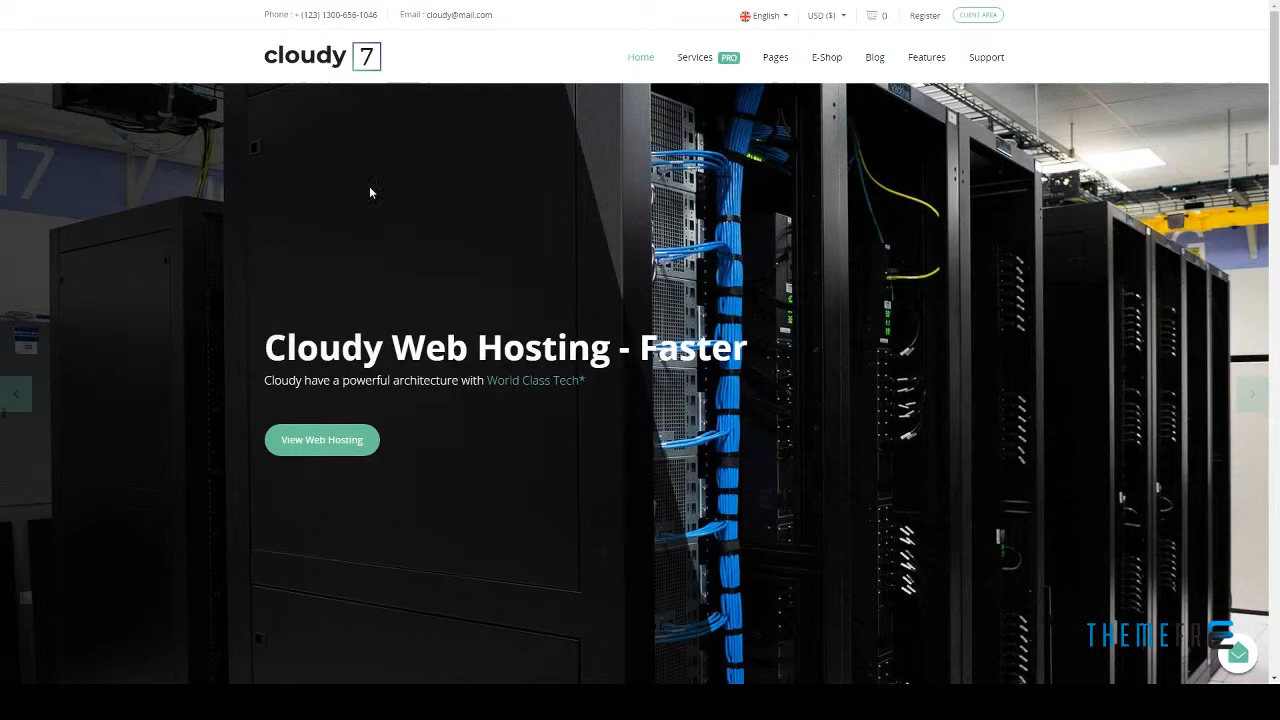 Phone : + (123) 1300-656-1046 Email : cloudy@mail.com English USD ($) 0 Register CLIENT AREA
cloudy 7 Home Services PRO Pages E-Shop Blog Features Support
Cloudy Web Hosting - Faster
Cloudy have a powerful architecture with World Class Tech*
View Web Hosting